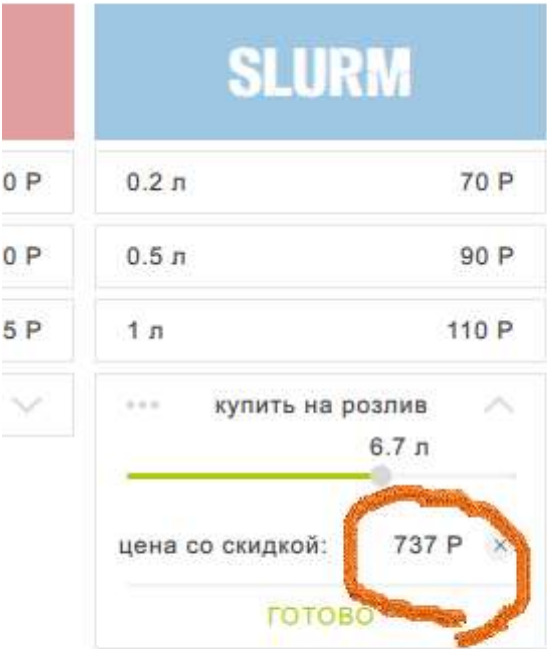 SLURM
0 Р
0.2 л 70 Р
0 Р
0.5 л 90 Р
5 Р
1 л 110 Р
купить на розлив
6.7 л
цена со скидкой: 737 Р ×
ГОТОВО